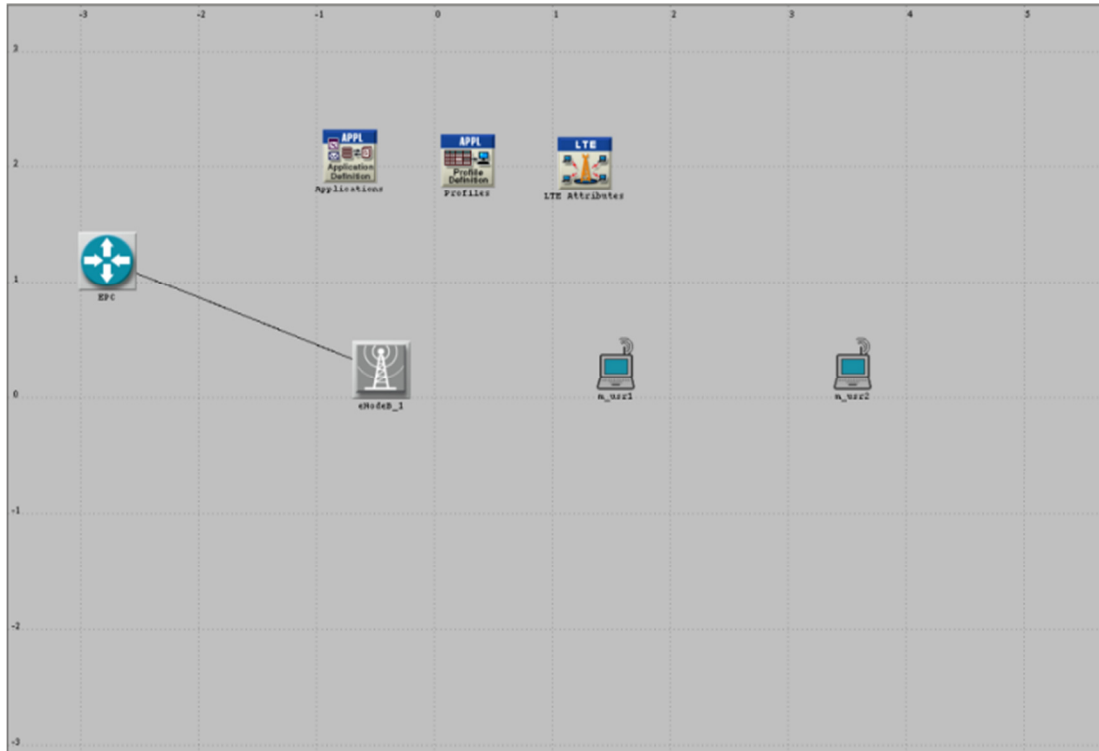 -3 -2 -1 0 1 2 3 4 5
3
APPL
Application
Definition
Applications
APPL
Profile
Definition
Profiles
LTE
LTE Attributes
2
EPC
1
eNodeB_1
m_usr1
m_usr2
0
-1
-2
-3